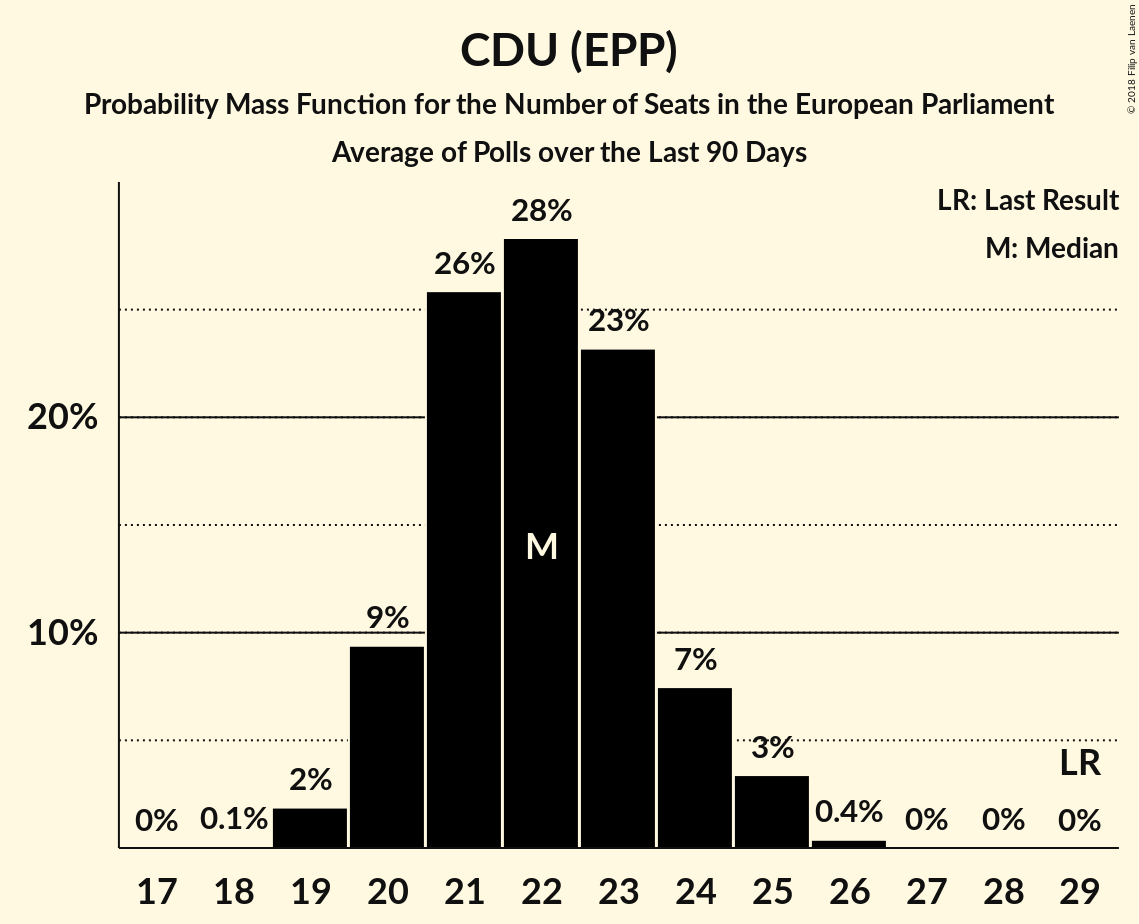 CDU (EPP)
Probability Mass Function for the Number of Seats in the European Parliament
Average of Polls over the Last 90 Days
© 2018 Filip van Laenen
LR: Last Result
M: Median
28%
26%
23%
20%
M
10%
9%
7%
3%
LR
2%
0%
0.1%
0.4%
0%
0%
0%
17 18 19 20 21 22 23 24 25 26 27 28 29